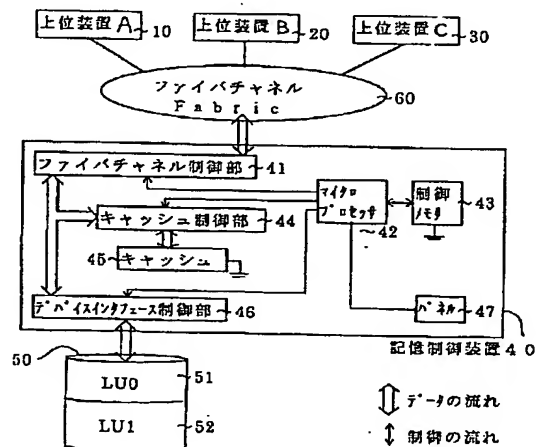 上位装置A 10
上位装置B 20
上位装置C 30
ファイバチャネル
Fabric
60
ファイバチャネル制御部 41
マイクロ
プロセッサ
42
制御
メモリ
43
キャッシュ制御部 44
45 キャッシュ
デバイスインタフェース制御部 46
パネル 47
記憶制御装置40
50
LU0 51
LU1 52
データの流れ
制御の流れ